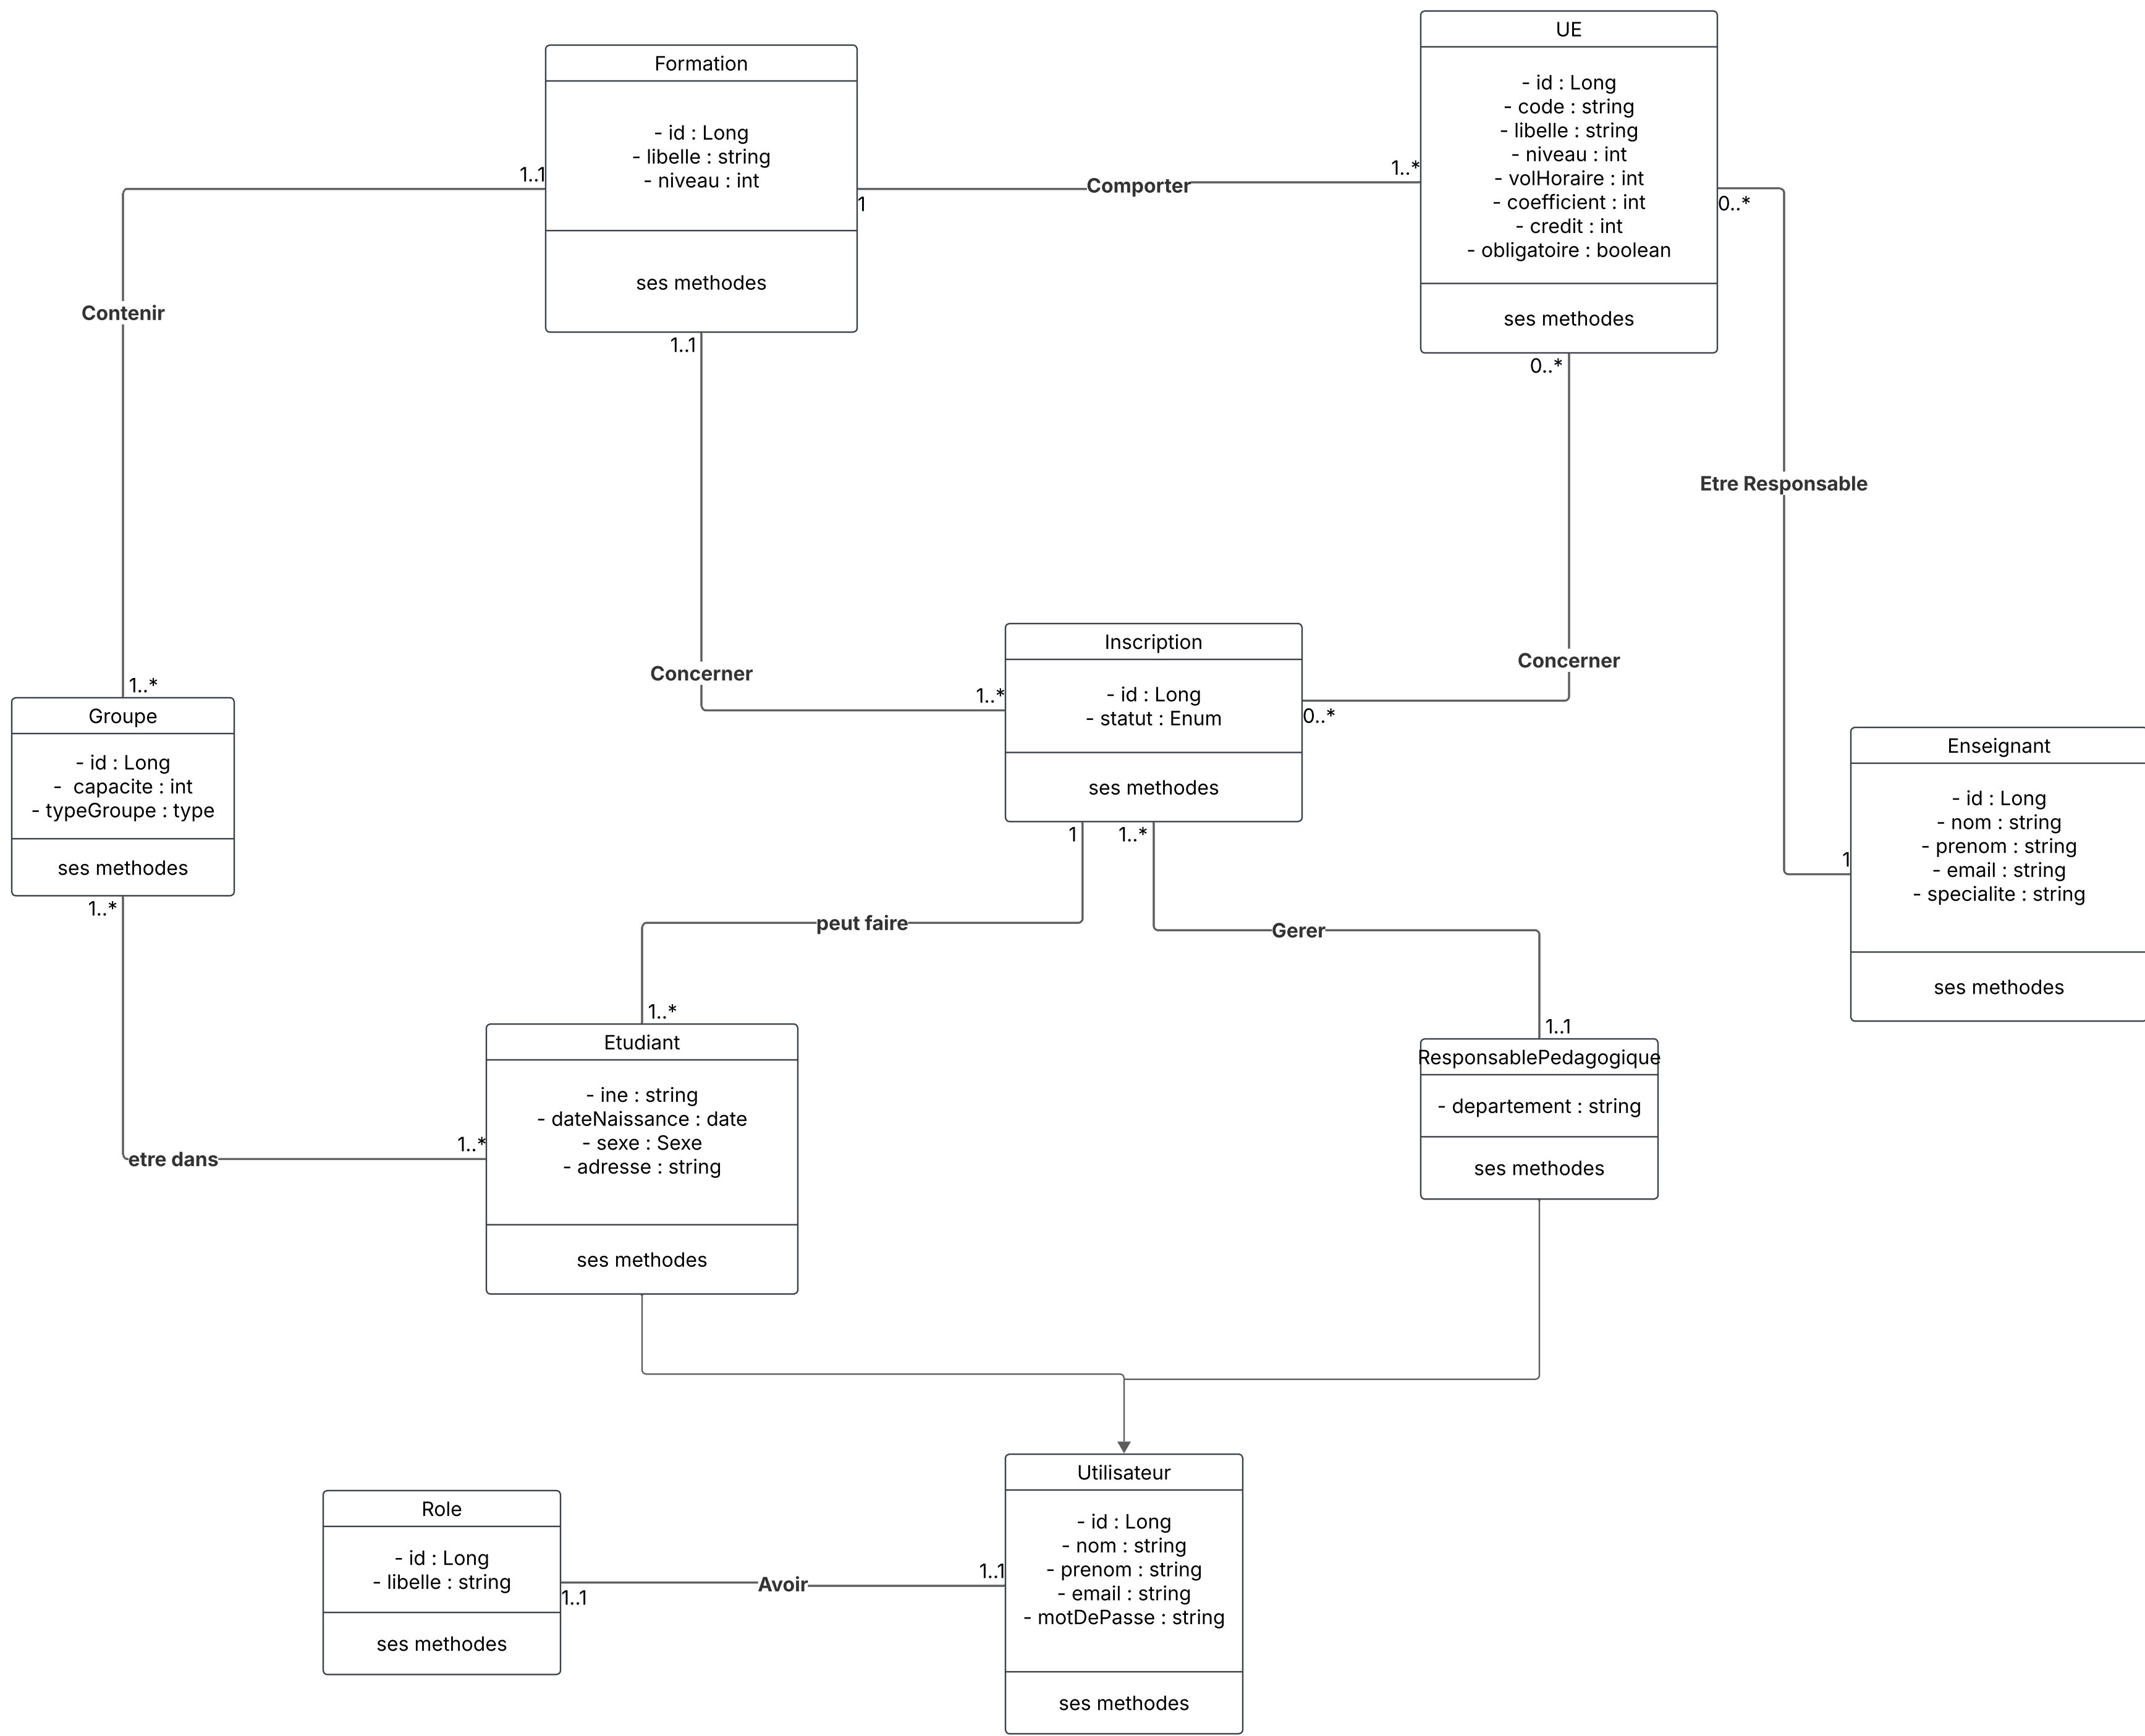 UE
- id : Long
- code : string
- libelle : string
- niveau : int
- volHoraire : int
- coefficient : int
- credit : int
- obligatoire : boolean
ses methodes
Formation
- id : Long
- libelle : string
- niveau : int
ses methodes
1..1
1
Comporter
1..*
0..*
Contenir
1..1
0..*
Etre Responsable
Concerner
Concerner
1..*
1..*
0..*
Inscription
- id : Long
- statut : Enum
ses methodes
Groupe
- id : Long
-  capacite : int
- typeGroupe : type
ses methodes
Enseignant
- id : Long
- nom : string
- prenom : string
- email : string
- specialite : string
ses methodes
1
1
1..*
1..*
peut faire
Gerer
1..*
1..1
Etudiant
- ine : string
- dateNaissance : date
- sexe : Sexe
- adresse : string
ses methodes
ResponsablePedagogique
- departement : string
ses methodes
etre dans
1..*
Utilisateur
- id : Long
- nom : string
- prenom : string
- email : string
- motDePasse : string
ses methodes
Role
- id : Long
- libelle : string
ses methodes
1..1
Avoir
1..1